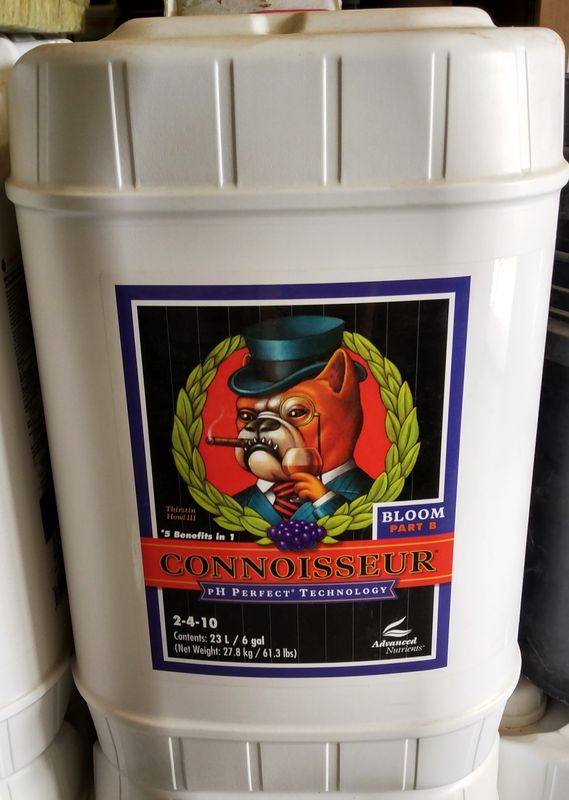 Thirstin
Howl III
*5 Benefits in 1
BLOOM
PART B
CONNOISSEUR®
pH PERFECT® TECHNOLOGY
2-4-10
Contents: 23 L / 6 gal
(Net Weight: 27.8 kg / 61.3 lbs)
Advanced
Nutrients™